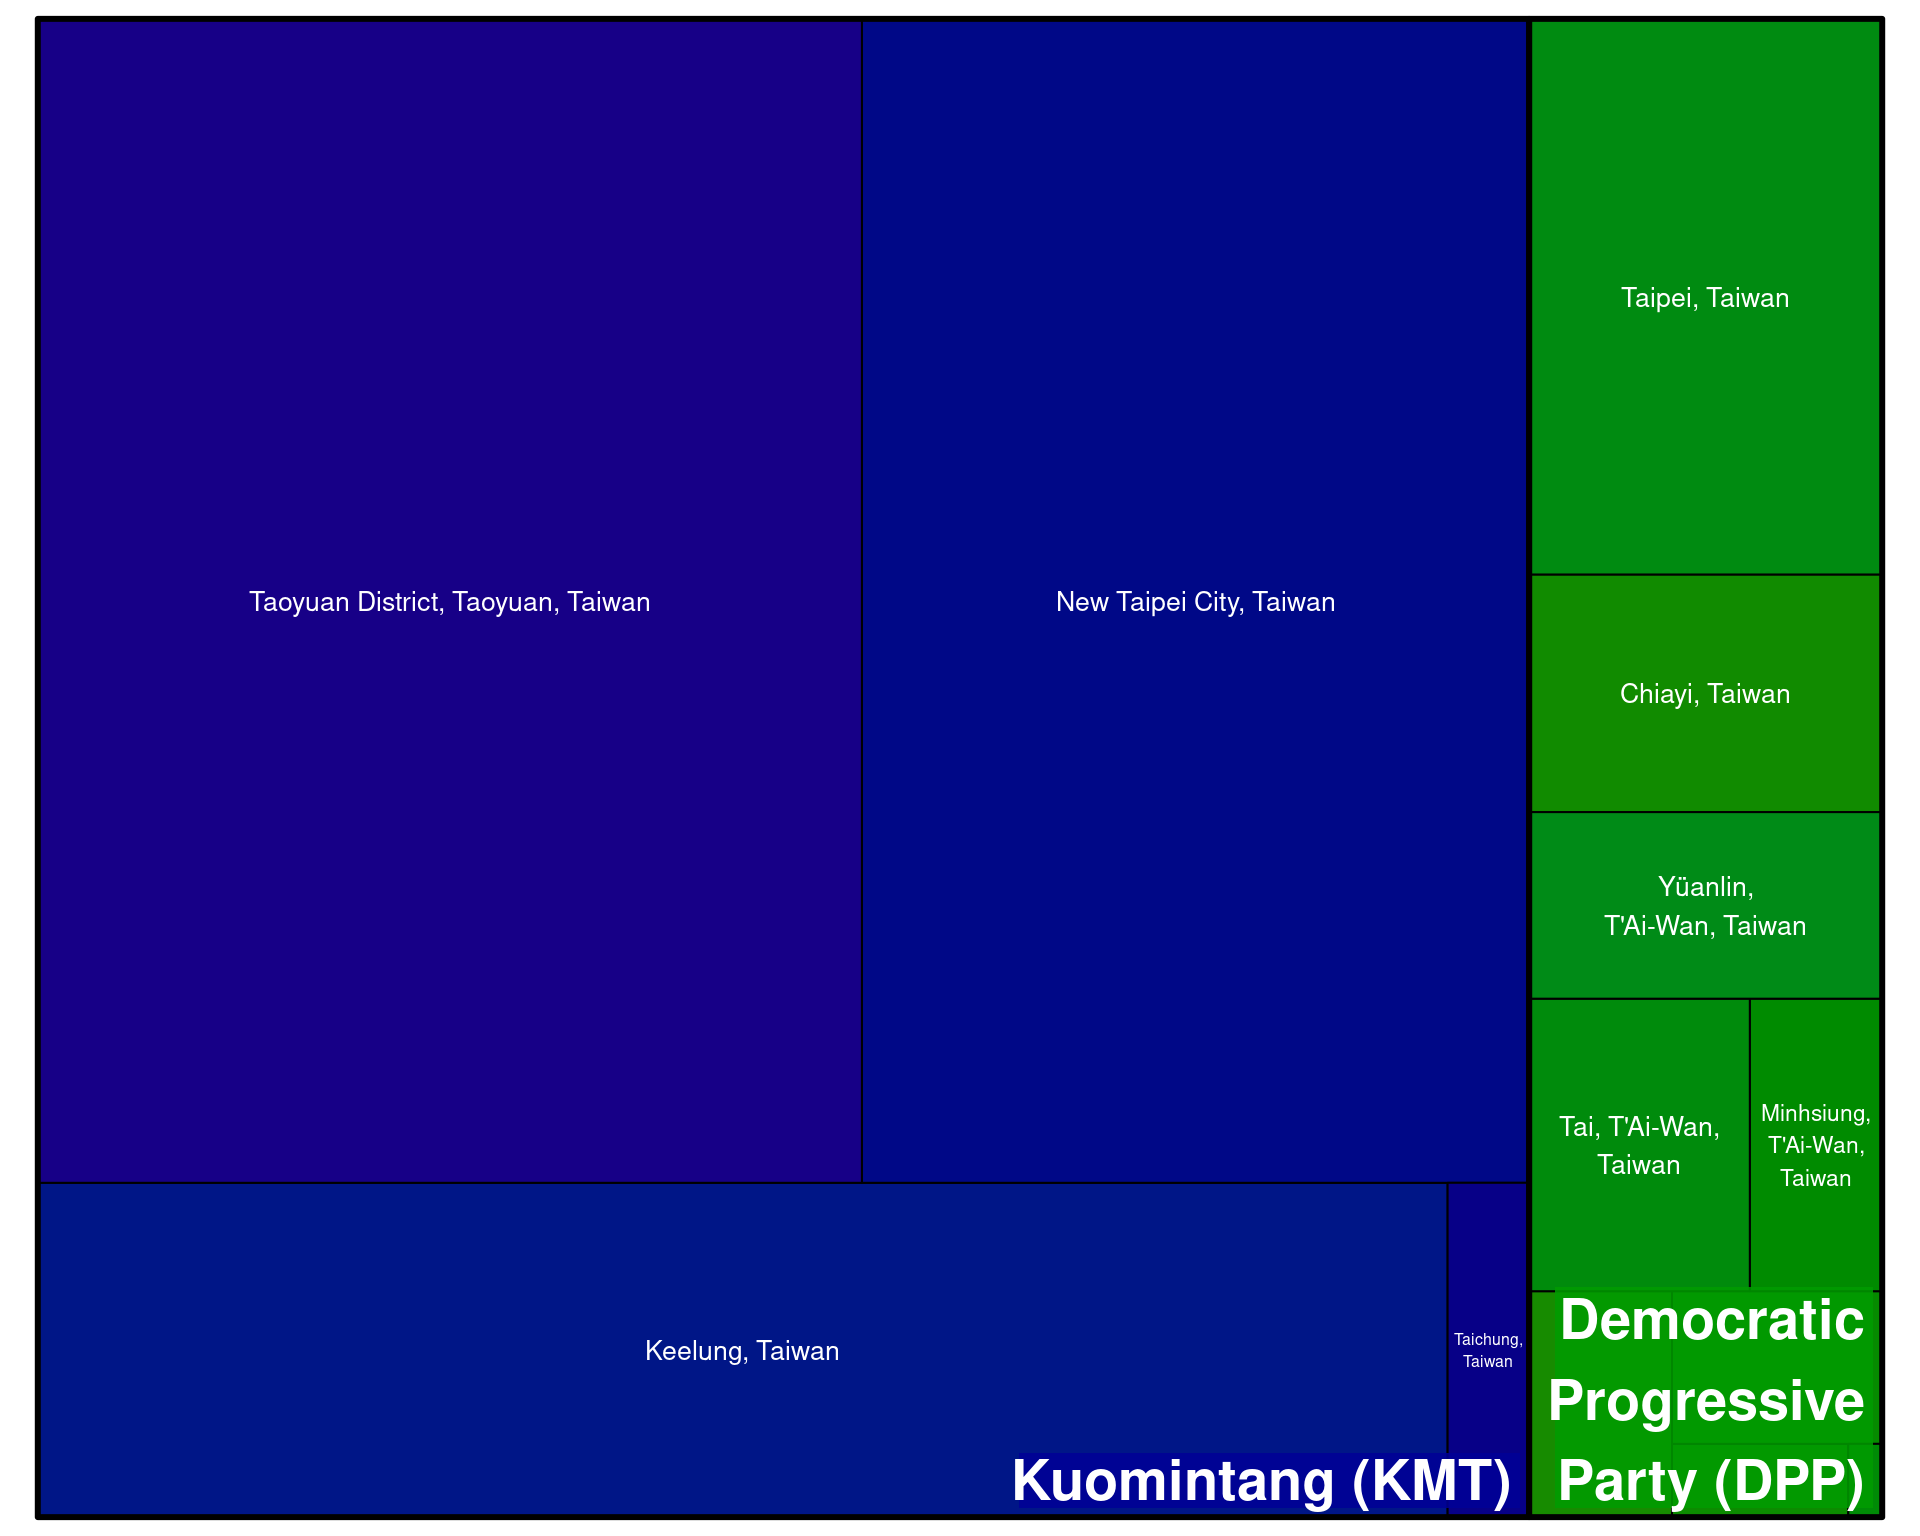 Taipei, Taiwan
Taoyuan District, Taoyuan, Taiwan
New Taipei City, Taiwan
Chiayi, Taiwan
Yüanlin,
T'Ai-Wan, Taiwan
Tai, T'Ai-Wan,
Taiwan
Minhsiung,
T'Ai-Wan,
Taiwan
Keelung, Taiwan
Taichung,
Taiwan
Kuomintang (KMT)
Democratic
Progressive
Party (DPP)